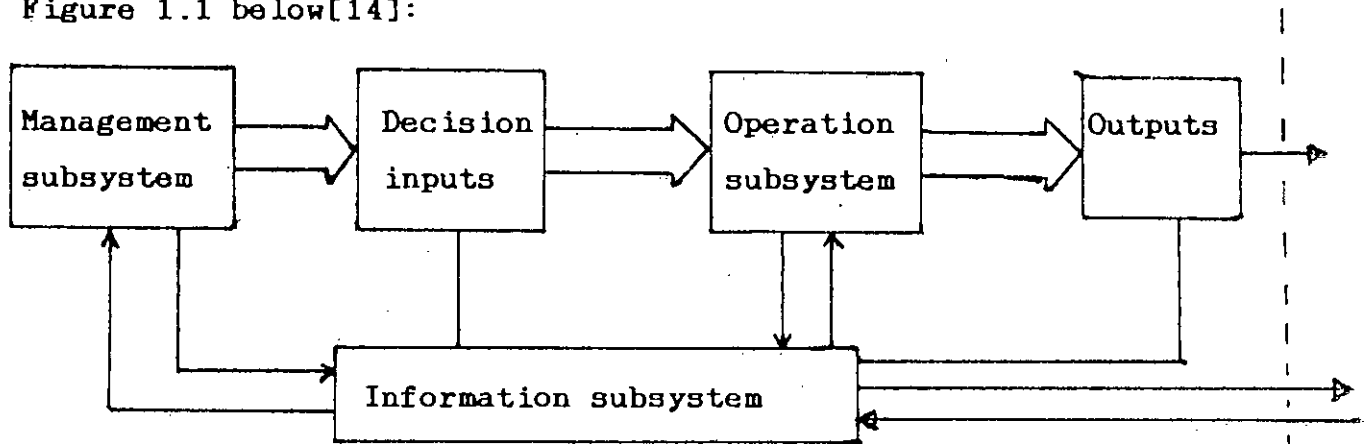 Figure 1.1 below[14]:
Management
subsystem
Decision
inputs
Operation
subsystem
Outputs
Information subsystem